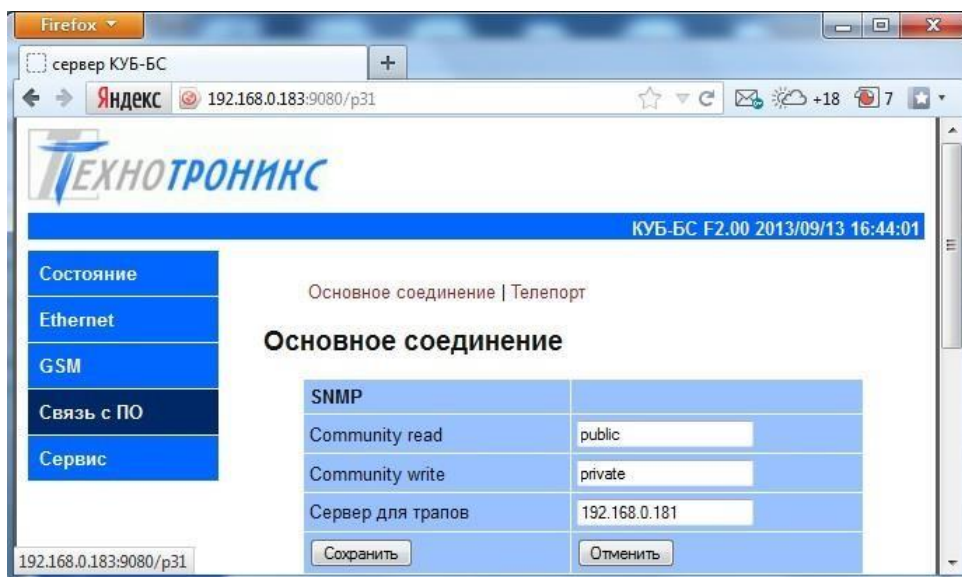 Firefox
сервер КУБ-БС
Яндекс 192.168.0.183:9080/p31 +18 7
ТЕХНОТРОНИКС
КУБ-БС F2.00 2013/09/13 16:44:01
Состояние
Ethernet
GSM
Связь с ПО
Сервис
Основное соединение | Телепорт
Основное соединение
SNMP
Community read public
Community write private
Сервер для трапов 192.168.0.181
Сохранить Отменить
192.168.0.183:9080/p31